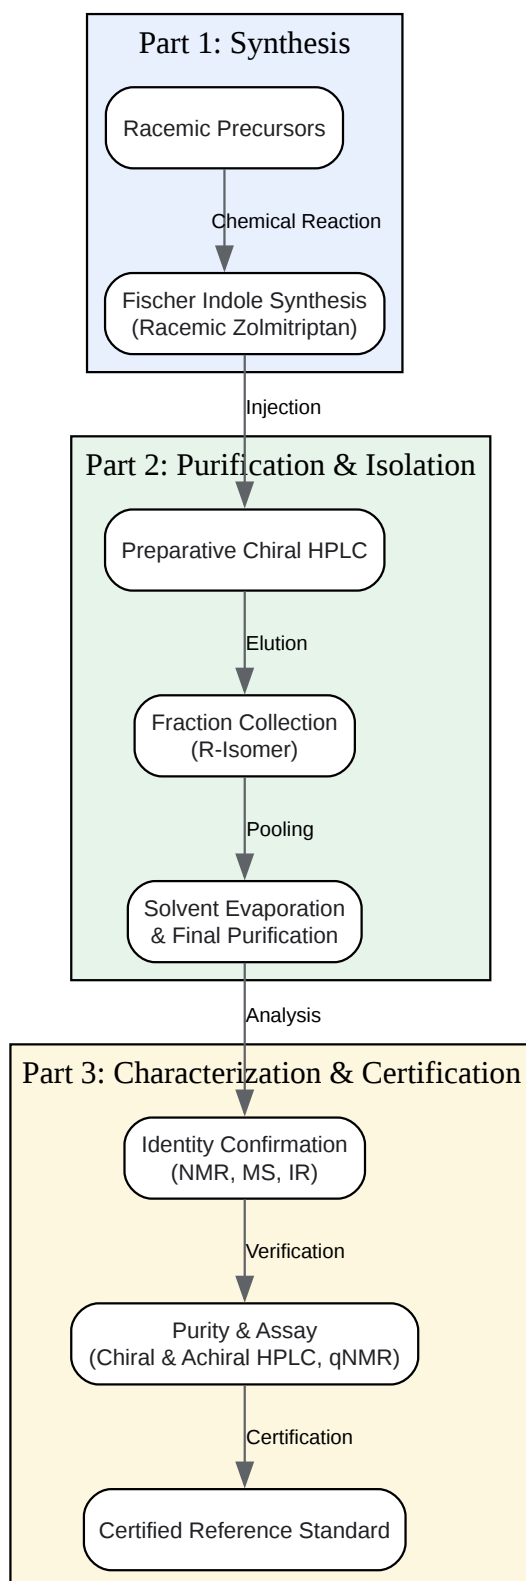 Part 1: Synthesis
Racemic Precursors
Chemical Reaction
Fischer Indole Synthesis
(Racemic Zolmitriptan)
Injection
Part 2: Purification & Isolation
Preparative Chiral HPLC
Elution
Fraction Collection
(R-Isomer)
Pooling
Solvent Evaporation
& Final Purification
Analysis
Part 3: Characterization & Certification
Identity Confirmation
(NMR, MS, IR)
Verification
Purity & Assay
(Chiral & Achiral HPLC, qNMR)
Certification
Certified Reference Standard